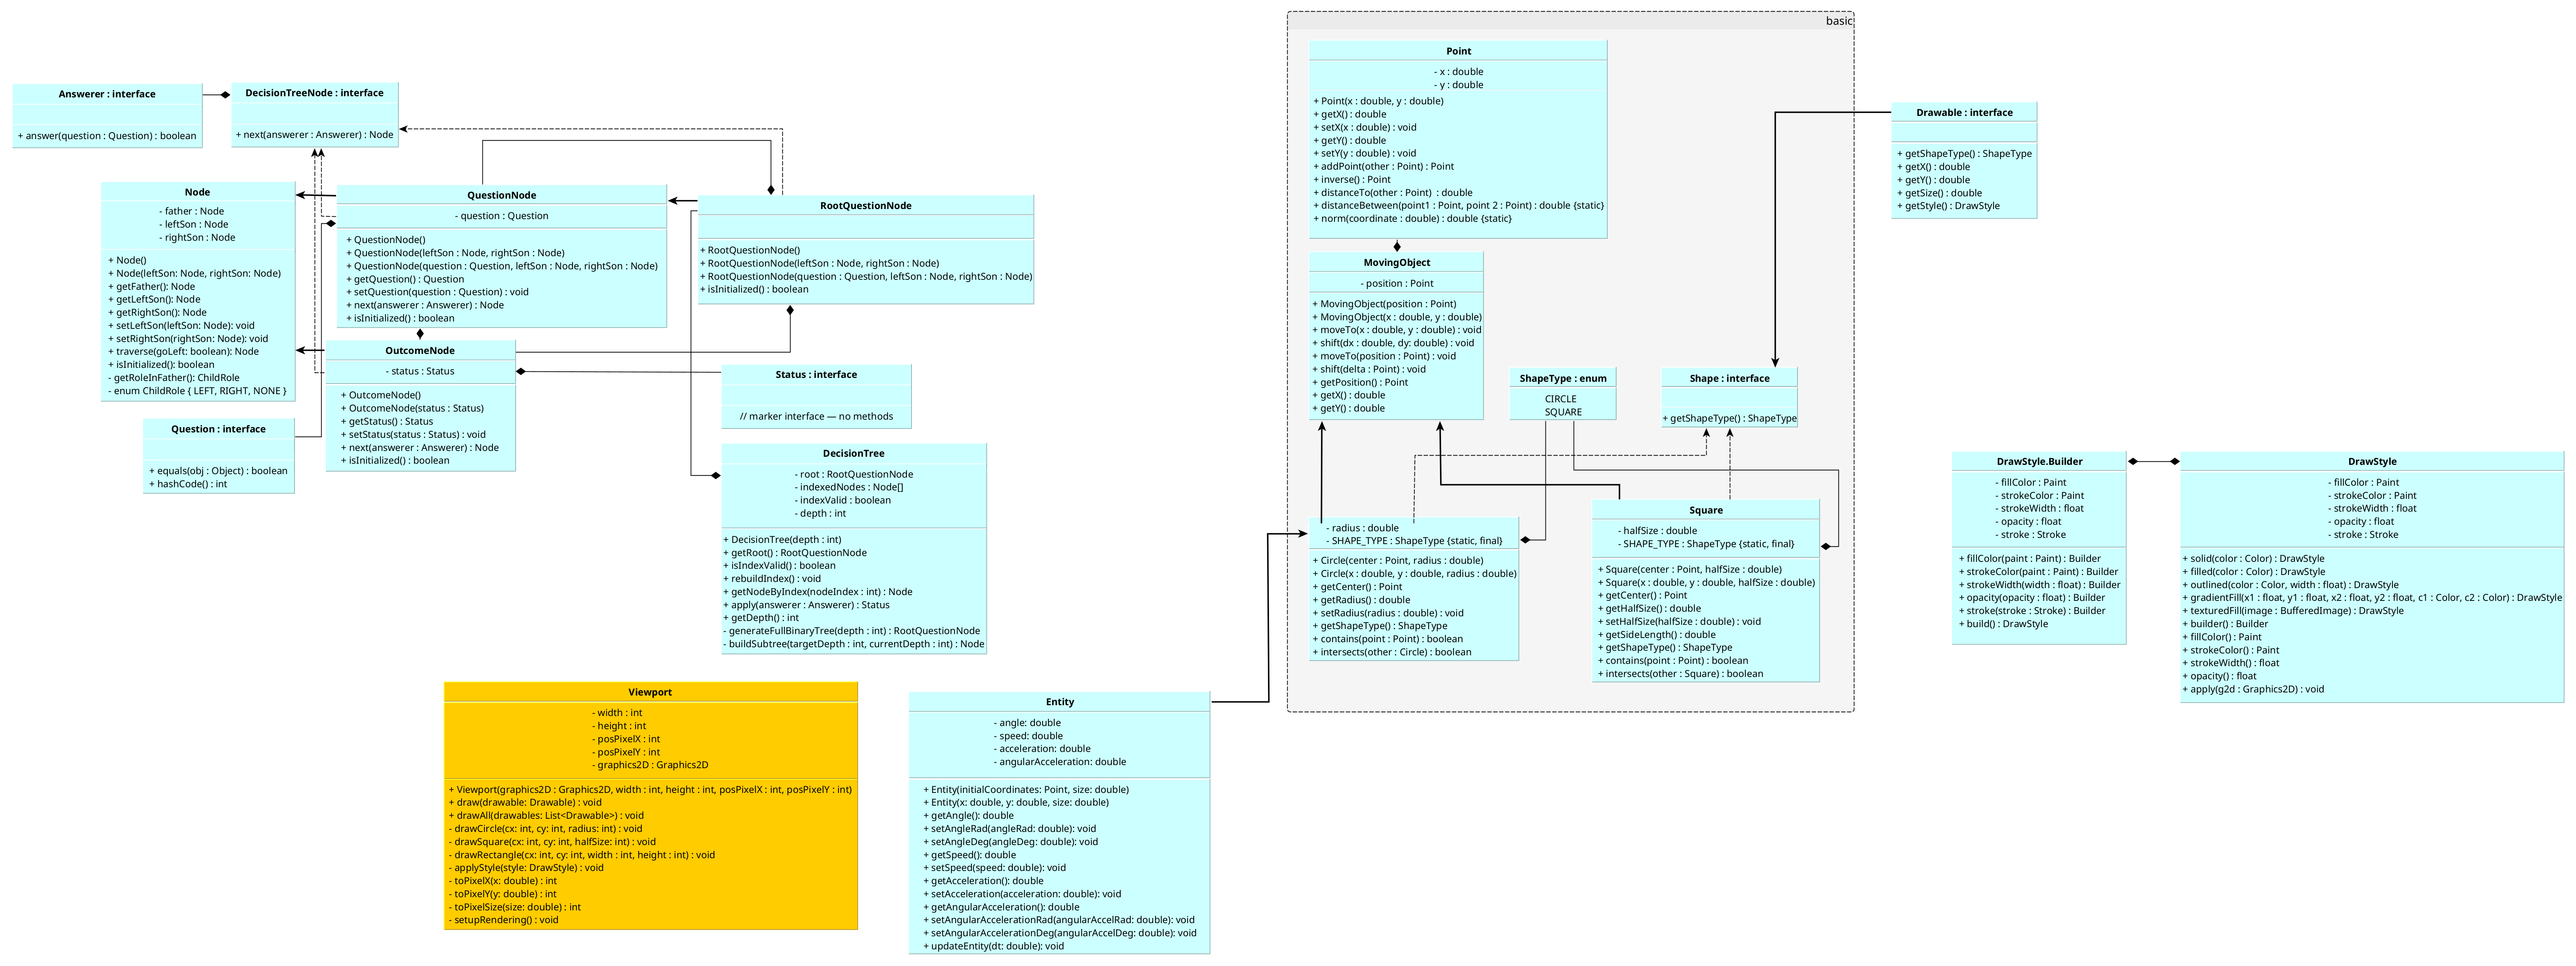 basic
Point
- x : double
- y : double
+ Point(x : double, y : double)
+ getX() : double
+ setX(x : double) : void
+ getY() : double
+ setY(y : double) : void
+ addPoint(other : Point) : Point
+ inverse() : Point
+ distanceTo(other : Point)  : double
+ distanceBetween(point1 : Point, point 2 : Point) : double {static}
+ norm(coordinate : double) : double {static}
Answerer : interface
+ answer(question : Question) : boolean
DecisionTreeNode : interface
+ next(answerer : Answerer) : Node
Drawable : interface
+ getShapeType() : ShapeType
+ getX() : double
+ getY() : double
+ getSize() : double
+ getStyle() : DrawStyle
Node
- father : Node
- leftSon : Node
- rightSon : Node
+ Node()
+ Node(leftSon: Node, rightSon: Node)
+ getFather(): Node
+ getLeftSon(): Node
+ getRightSon(): Node
+ setLeftSon(leftSon: Node): void
+ setRightSon(rightSon: Node): void
+ traverse(goLeft: boolean): Node
+ isInitialized(): boolean
- getRoleInFather(): ChildRole
- enum ChildRole { LEFT, RIGHT, NONE }
QuestionNode
- question : Question
+ QuestionNode()
+ QuestionNode(leftSon : Node, rightSon : Node)
+ QuestionNode(question : Question, leftSon : Node, rightSon : Node)
+ getQuestion() : Question
+ setQuestion(question : Question) : void
+ next(answerer : Answerer) : Node
+ isInitialized() : boolean
RootQuestionNode
+ RootQuestionNode()
+ RootQuestionNode(leftSon : Node, rightSon : Node)
+ RootQuestionNode(question : Question, leftSon : Node, rightSon : Node)
+ isInitialized() : boolean
MovingObject
- position : Point
+ MovingObject(position : Point)
+ MovingObject(x : double, y : double)
+ moveTo(x : double, y : double) : void
+ shift(dx : double, dy: double) : void
+ moveTo(position : Point) : void
+ shift(delta : Point) : void
+ getPosition() : Point
+ getX() : double
+ getY() : double
OutcomeNode
- status : Status
+ OutcomeNode()
+ OutcomeNode(status : Status)
+ getStatus() : Status
+ setStatus(status : Status) : void
+ next(answerer : Answerer) : Node
+ isInitialized() : boolean
Status : interface
// marker interface — no methods
ShapeType : enum
CIRCLE
SQUARE
Shape : interface
+ getShapeType() : ShapeType
Question : interface
+ equals(obj : Object) : boolean
+ hashCode() : int
DecisionTree
- root : RootQuestionNode
- indexedNodes : Node[]
- indexValid : boolean
- depth : int
+ DecisionTree(depth : int)
+ getRoot() : RootQuestionNode
+ isIndexValid() : boolean
+ rebuildIndex() : void
+ getNodeByIndex(nodeIndex : int) : Node
+ apply(answerer : Answerer) : Status
+ getDepth() : int
- generateFullBinaryTree(depth : int) : RootQuestionNode
- buildSubtree(targetDepth : int, currentDepth : int) : Node
DrawStyle.Builder
- fillColor : Paint
- strokeColor : Paint
- strokeWidth : float
- opacity : float
- stroke : Stroke
+ fillColor(paint : Paint) : Builder
+ strokeColor(paint : Paint) : Builder
+ strokeWidth(width : float) : Builder
+ opacity(opacity : float) : Builder
+ stroke(stroke : Stroke) : Builder
+ build() : DrawStyle
DrawStyle
- fillColor : Paint
- strokeColor : Paint
- strokeWidth : float
- opacity : float
- stroke : Stroke
+ solid(color : Color) : DrawStyle
+ filled(color : Color) : DrawStyle
+ outlined(color : Color, width : float) : DrawStyle
+ gradientFill(x1 : float, y1 : float, x2 : float, y2 : float, c1 : Color, c2 : Color) : DrawStyle
+ texturedFill(image : BufferedImage) : DrawStyle
+ builder() : Builder
+ fillColor() : Paint
+ strokeColor() : Paint
+ strokeWidth() : float
+ opacity() : float
+ apply(g2d : Graphics2D) : void
- radius : double
- SHAPE_TYPE : ShapeType {static, final}
+ Circle(center : Point, radius : double)
+ Circle(x : double, y : double, radius : double)
+ getCenter() : Point
+ getRadius() : double
+ setRadius(radius : double) : void
+ getShapeType() : ShapeType
+ contains(point : Point) : boolean
+ intersects(other : Circle) : boolean
Square
- halfSize : double
- SHAPE_TYPE : ShapeType {static, final}
+ Square(center : Point, halfSize : double)
+ Square(x : double, y : double, halfSize : double)
+ getCenter() : Point
+ getHalfSize() : double
+ setHalfSize(halfSize : double) : void
+ getSideLength() : double
+ getShapeType() : ShapeType
+ contains(point : Point) : boolean
+ intersects(other : Square) : boolean
Viewport
- width : int
- height : int
- posPixelX : int
- posPixelY : int
- graphics2D : Graphics2D
+ Viewport(graphics2D : Graphics2D, width : int, height : int, posPixelX : int, posPixelY : int)
+ draw(drawable: Drawable) : void
+ drawAll(drawables: List<Drawable>) : void
- drawCircle(cx: int, cy: int, radius: int) : void
- drawSquare(cx: int, cy: int, halfSize: int) : void
- drawRectangle(cx: int, cy: int, width : int, height : int) : void
- applyStyle(style: DrawStyle) : void
- toPixelX(x: double) : int
- toPixelY(y: double) : int
- toPixelSize(size: double) : int
- setupRendering() : void
Entity
- angle: double
- speed: double
- acceleration: double
- angularAcceleration: double
+ Entity(initialCoordinates: Point, size: double)
+ Entity(x: double, y: double, size: double)
+ getAngle(): double
+ setAngleRad(angleRad: double): void
+ setAngleDeg(angleDeg: double): void
+ getSpeed(): double
+ setSpeed(speed: double): void
+ getAcceleration(): double
+ setAcceleration(acceleration: double): void
+ getAngularAcceleration(): double
+ setAngularAccelerationRad(angularAccelRad: double): void
+ setAngularAccelerationDeg(angularAccelDeg: double): void
+ updateEntity(dt: double): void